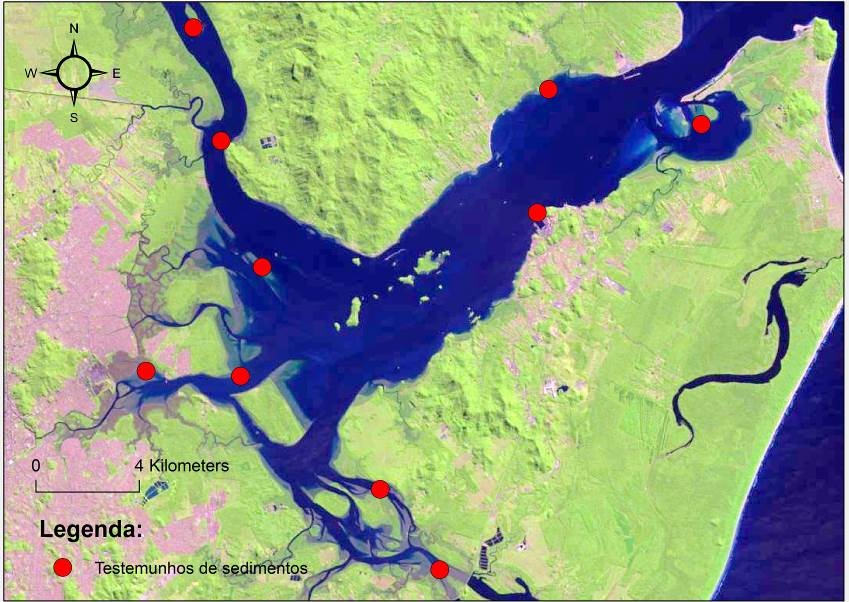 N
W E
S
0 4 Kilometers
Legenda:
Testemunhos de sedimentos